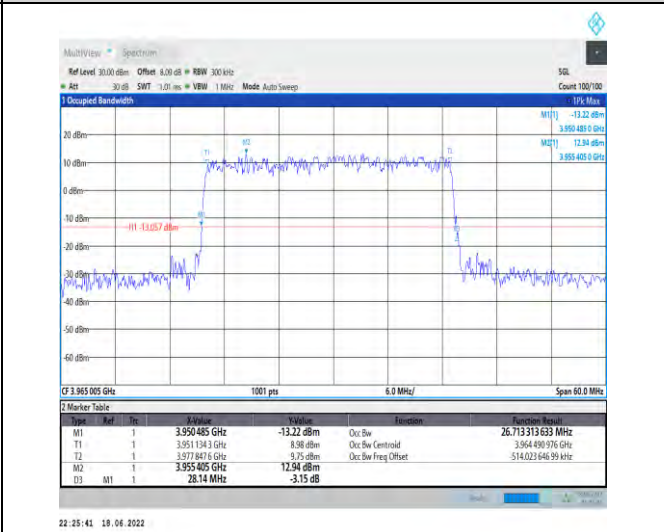 MultiView Spectrum
Ref Level 30.00 dBm Offset 8.09 dB RBW 300 kHz SGL
Att 30 dB SWT 1.01 ms VBW 1 MHz Mode Auto Sweep Count 100/100
1 Occupied Bandwidth 1Pk Max
M1[1] -13.22 dBm
3.950 485 0 GHz
M2[1] 12.94 dBm
3.955 405 0 GHz
20 dBm
T1 M2 T2
10 dBm
0 dBm
-10 dBm
M1
H1 -13.057 dBm
-30 dBm
-40 dBm
-50 dBm
-60 dBm
CF 3.965 005 GHz 1001 pts 6.0 MHz/ Span 60.0 MHz
2 Marker Table
Type Ref Trc X-Value Y-Value Function Function Result
M1 1 3.950 485 GHz -13.22 dBm Occ Bw 26.713 313 633 MHz
T1 1 3.951 134 3 GHz 8.98 dBm Occ Bw Centroid 3.964 490 976 GHz
T2 1 3.977 847 6 GHz 9.75 dBm Occ Bw Freq Offset -514.023 646 99 kHz
M2 1 3.955 405 GHz 12.94 dBm
D3 M1 1 28.14 MHz -3.15 dB
22:25:41 18.06.2022